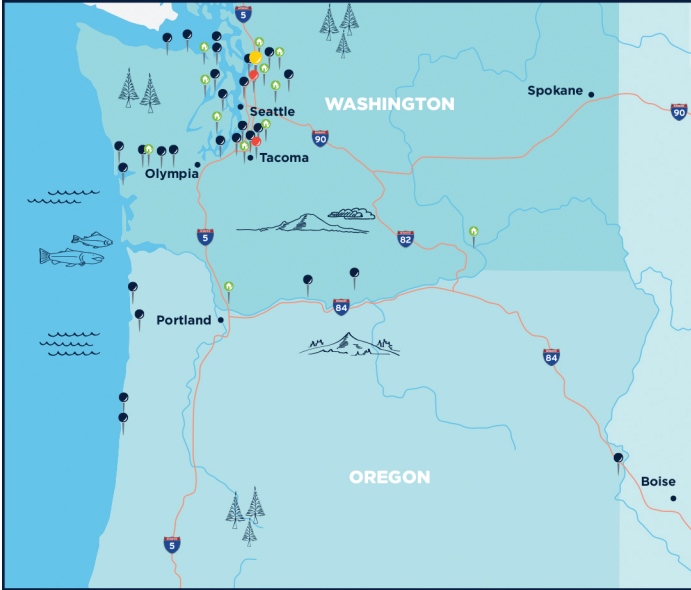 5
WASHINGTON
Spokane
90
Seattle
90
Tacoma
Olympia
5
82
84
Portland
84
OREGON
Boise
5